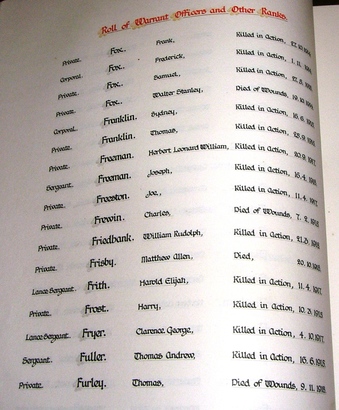 Roll of Warrant Officers and Other Ranks.
Private. Fox, Frank, Killed in Action,
Corporal. Fox, Frederick, Killed in Action,
Private. Fox, Samuel, Killed in Action,
Private. Fox, Walter Stanley, Died of Wounds,
Corporal. Franklin. Sydney, Killed in Action,
Private. Franklin. Thomas, Killed in Action,
Private. Freeman. Herbert Leonard William, Killed in Action,
Sergeant. Freeman. Joseph, Killed in Action,
Private. Freeston. Joe, Killed in Action, 11. 4. 1917.
Private. Frewin. Charles, Died of Wounds, 7. 2. 1918
Private. Friedbank. William Rudolph, Killed in Action,
Private. Frisby. Matthew Allen, Died,
Lance Sergeant. Frith. Harold Elijah, Killed in Action, 11. 4. 1917
Private. Frost. Harry, Killed in Action,
Lance Sergeant. Fryer. Clarence George, Killed in Action, 4. 10. 1917
Sergeant. Fuller. Thomas Andrew, Killed in Action, 16. 6. 1915
Private. Furley. Thomas, Died of Wounds, 9. 11. 1918